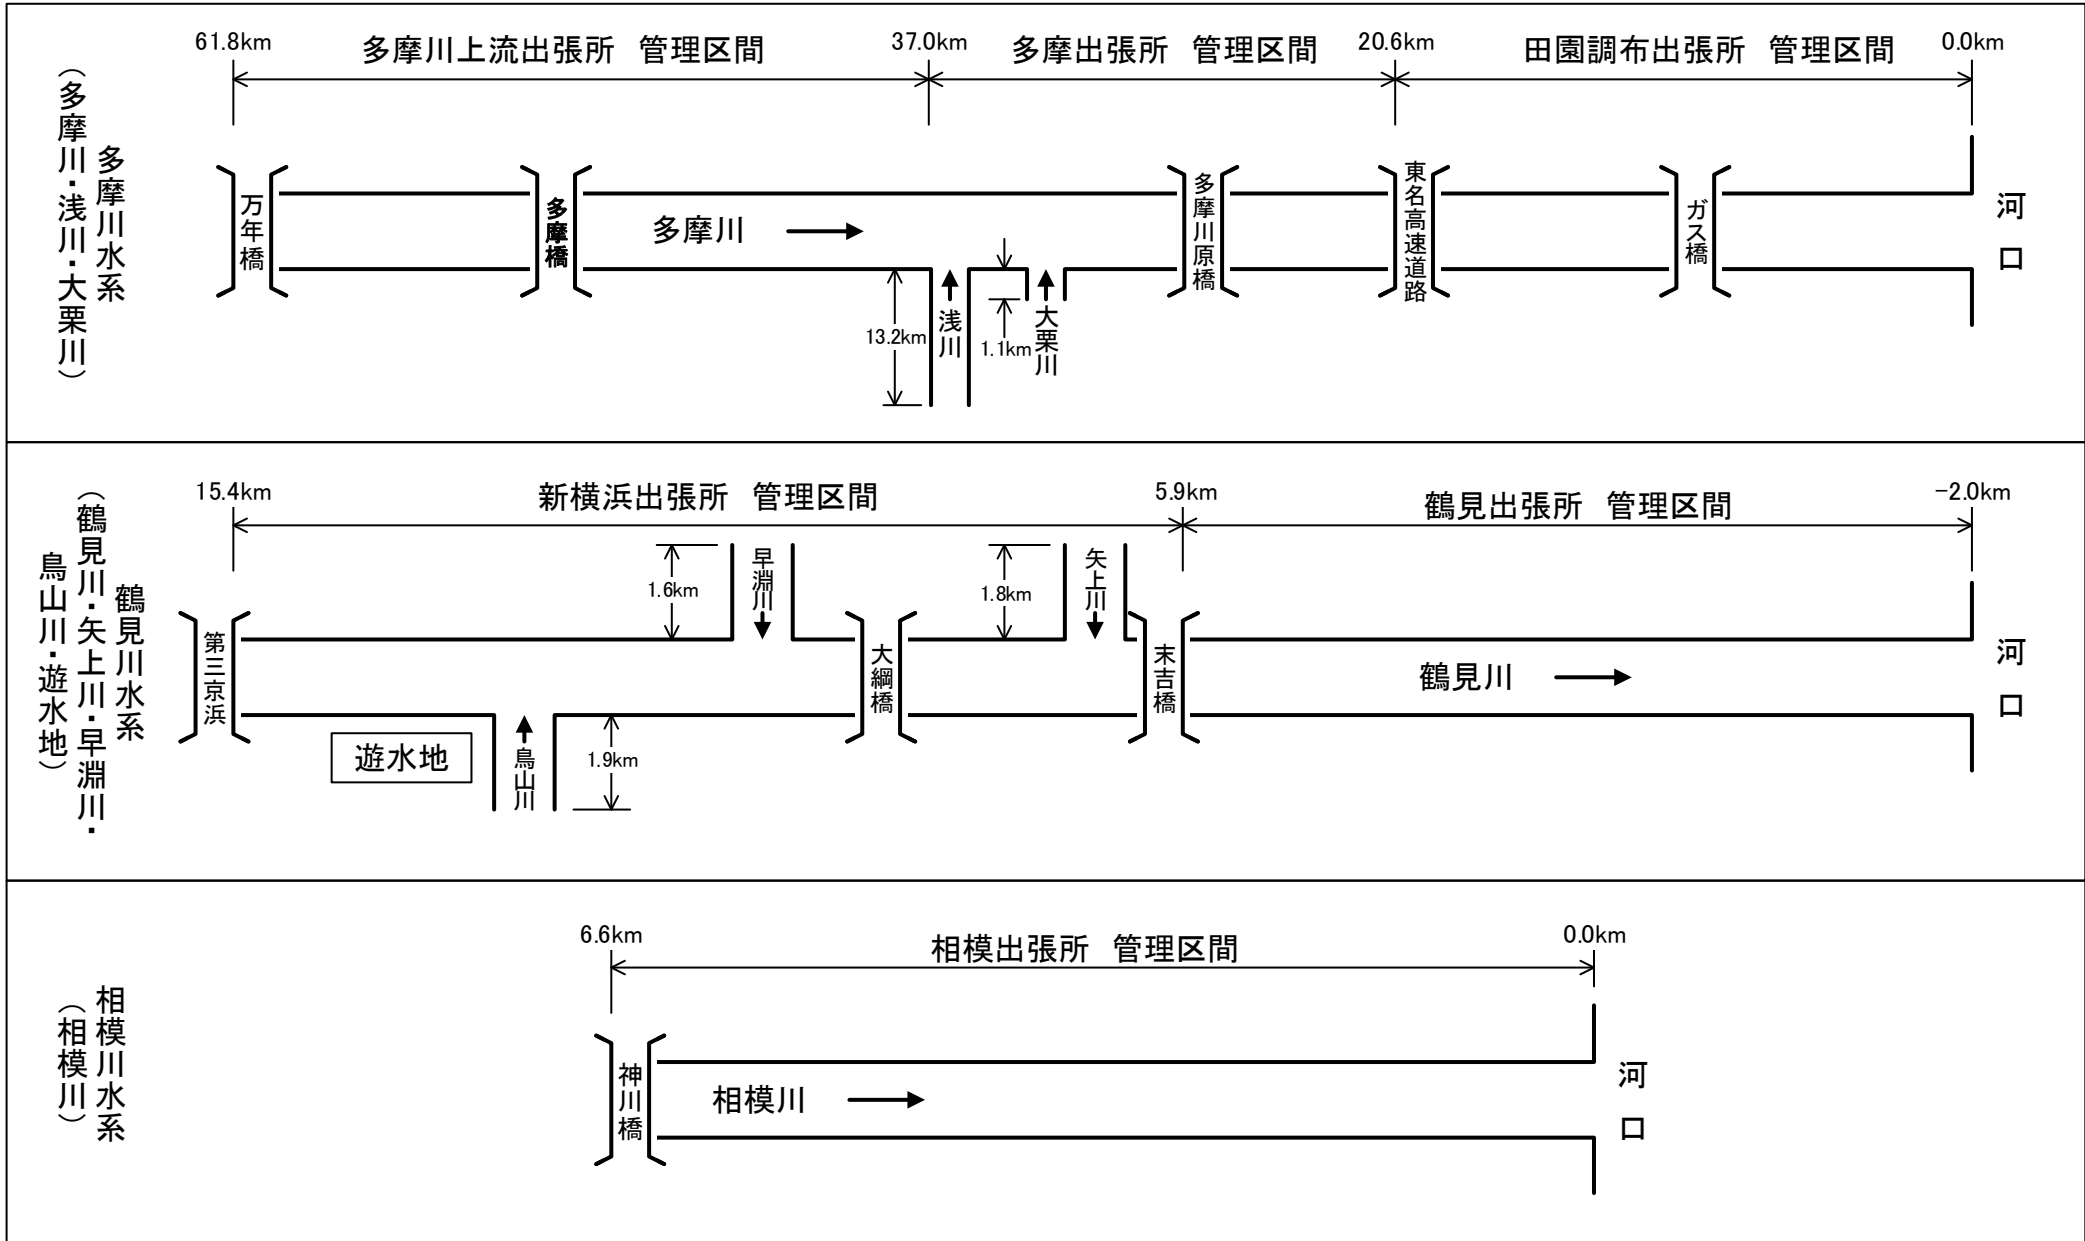 多摩川水系
（多摩川・浅川・大栗川）
61.8km
多摩川上流出張所　管理区間
37.0km
多摩出張所　管理区間
20.6km
田園調布出張所　管理区間
0.0km
万年橋
多摩橋
多摩川
多摩川原橋
東名高速道路
ガス橋
河口
13.2km
浅川
1.1km
大栗川
鶴見川水系
（鶴見川・矢上川・早淵川・
鳥山川・遊水地）
15.4km
新横浜出張所　管理区間
5.9km
鶴見出張所　管理区間
-2.0km
1.6km
早淵川
1.8km
矢上川
第三京浜
大綱橋
末吉橋
鶴見川
河口
遊水地
鳥山川
1.9km
相模川水系
（相模川）
6.6km
相模出張所　管理区間
0.0km
神川橋
相模川
河口